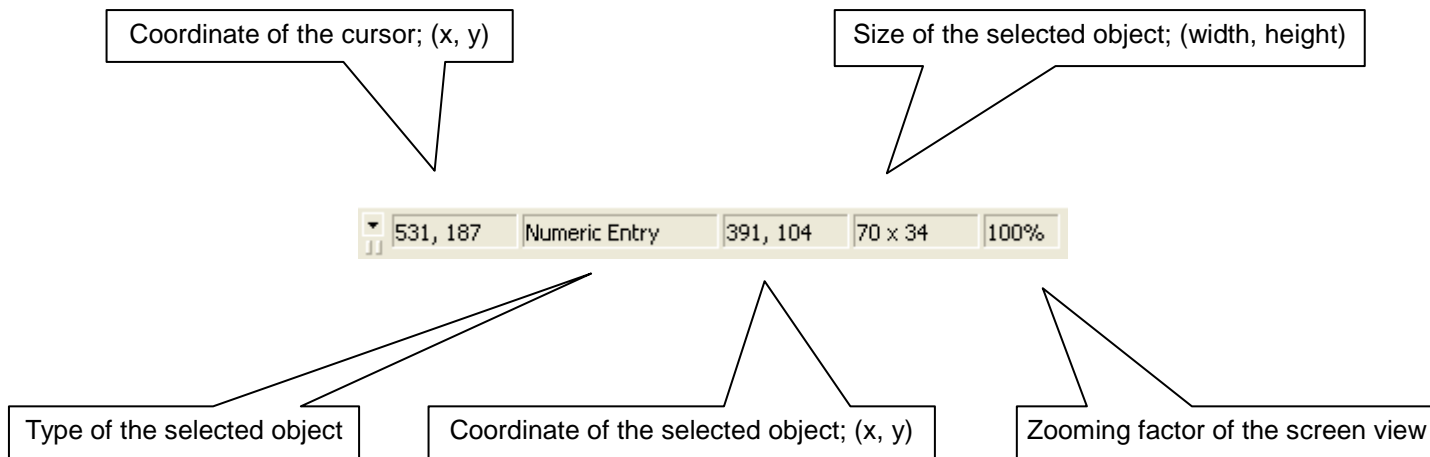 Coordinate of the cursor; (x, y)
Size of the selected object; (width, height)
531, 187 Numeric Entry 391, 104 70 x 34 100%
Type of the selected object
Coordinate of the selected object; (x, y)
Zooming factor of the screen view